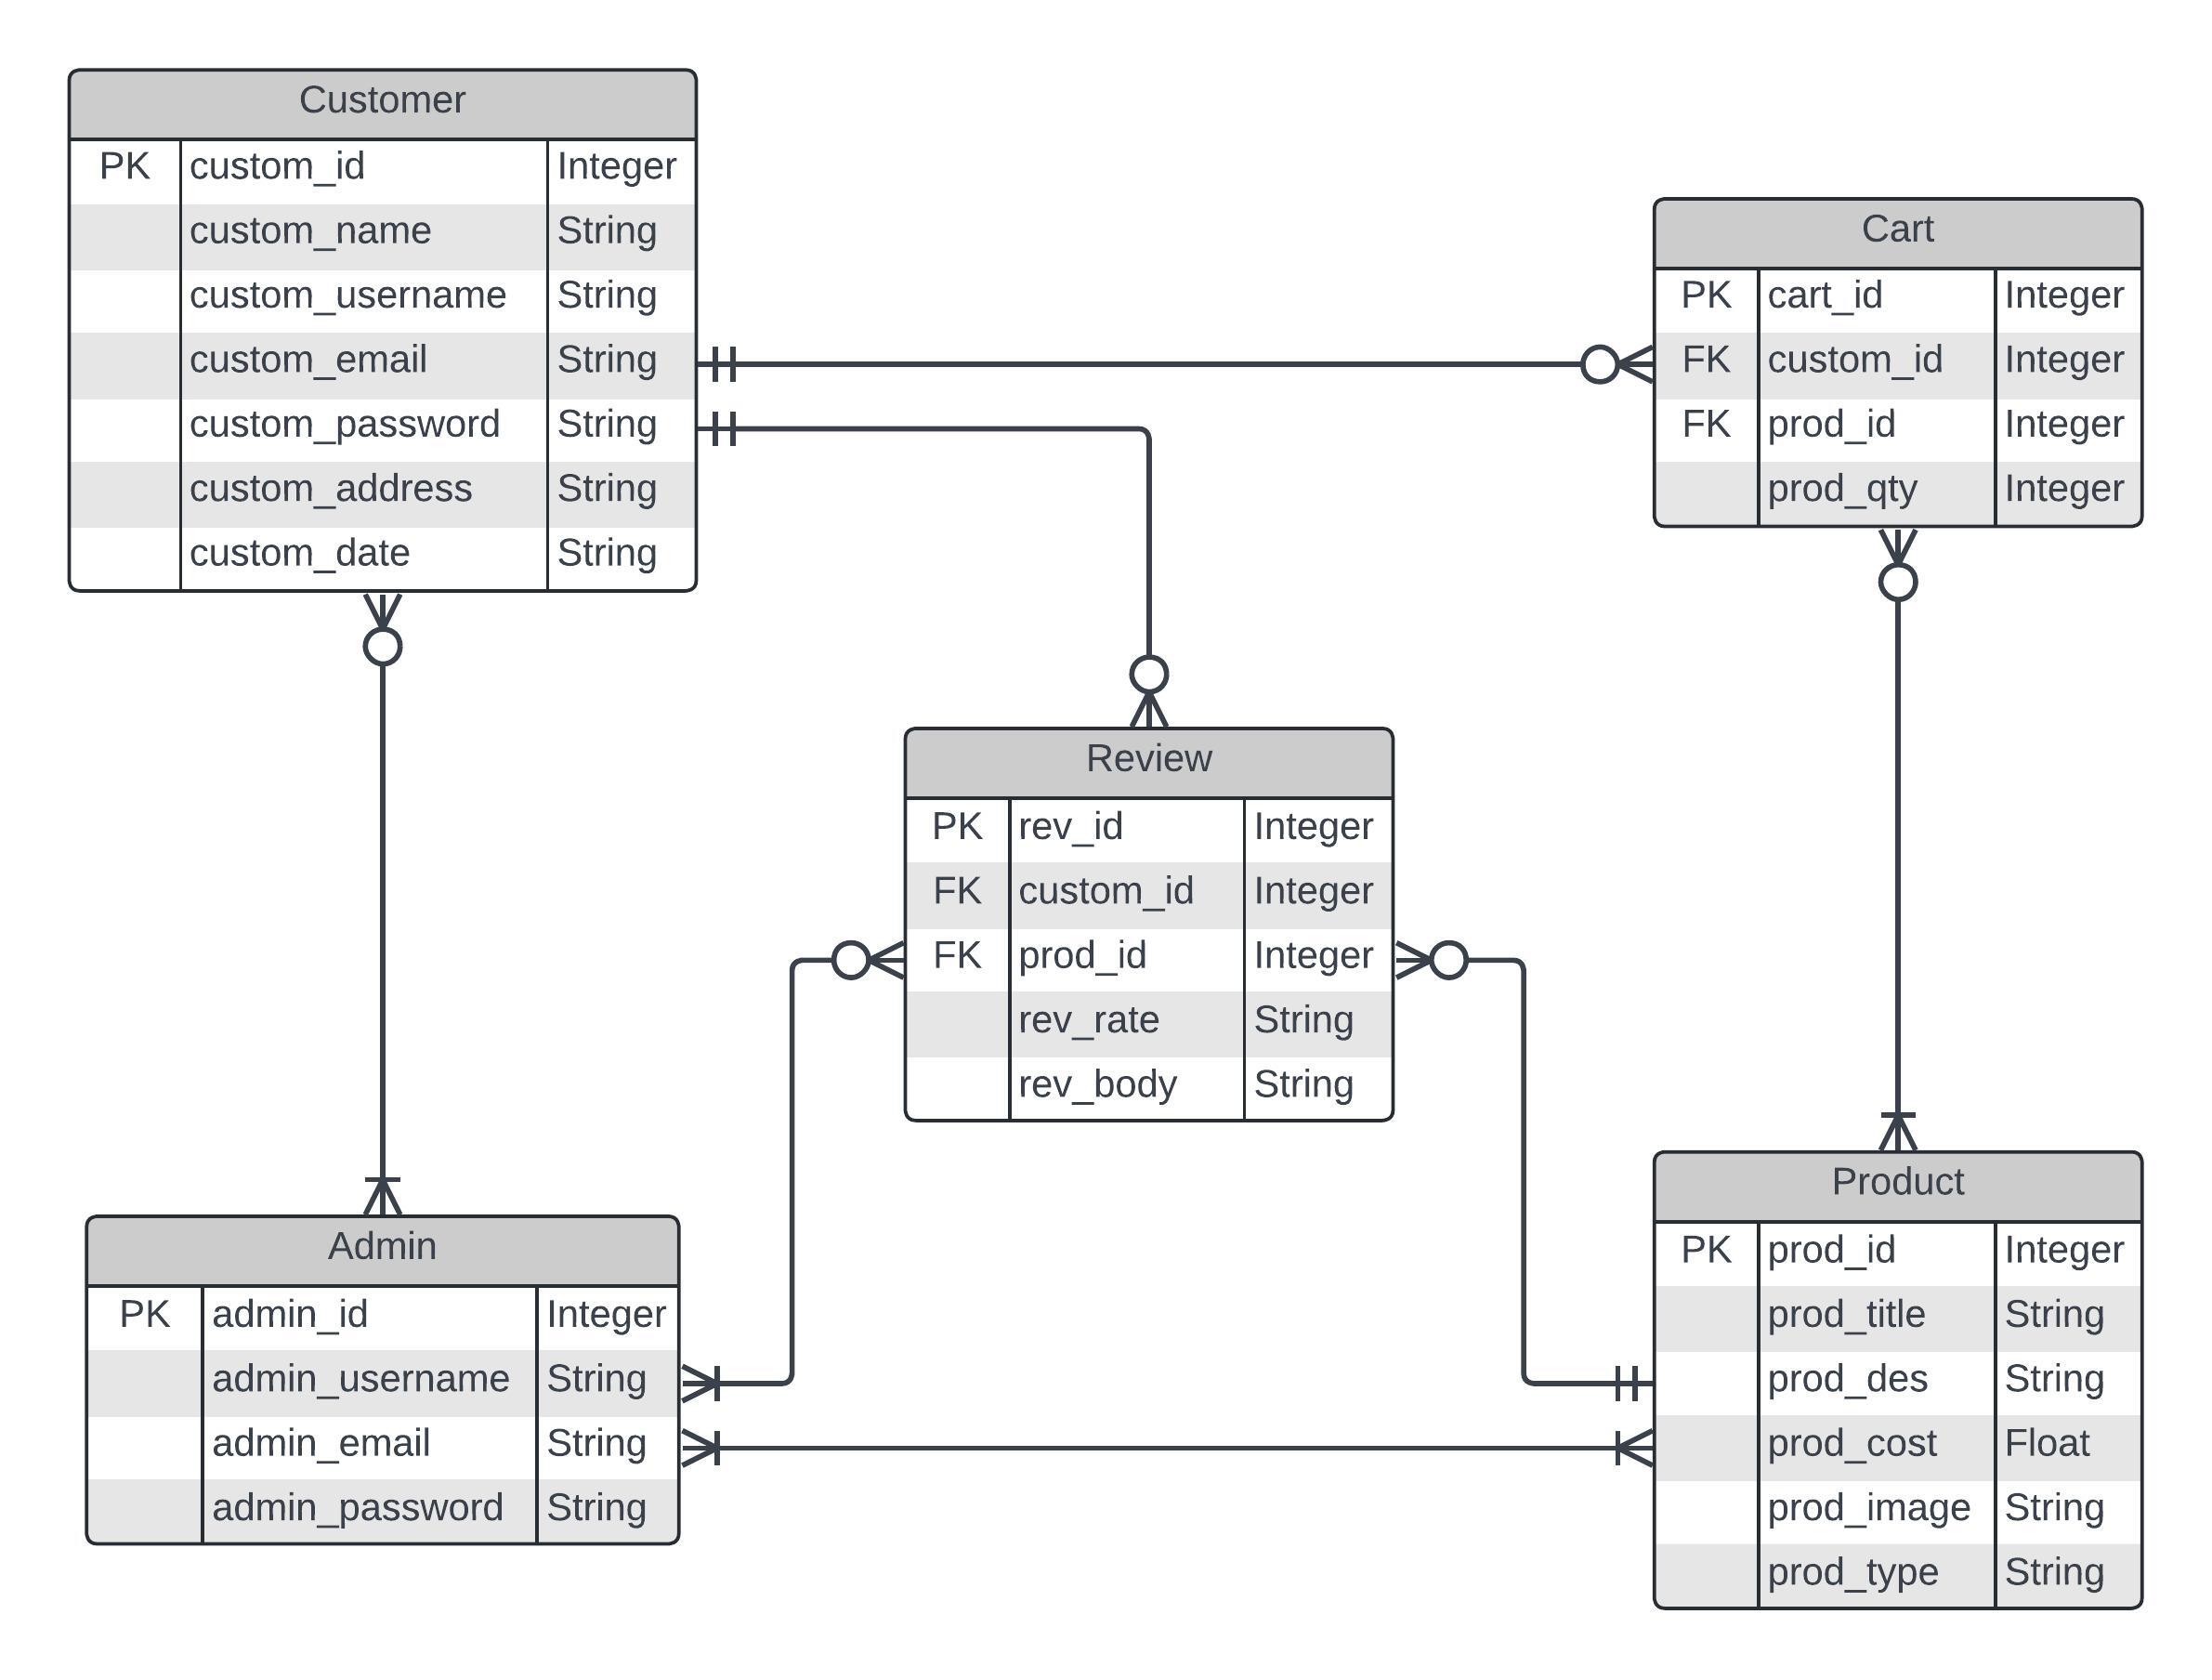 Customer
PK custom_id Integer
custom_name String
custom_username String
custom_email String
custom_password String
custom_address String
custom_date String
Cart
PK cart_id Integer
FK custom_id Integer
FK prod_id Integer
prod_qty Integer
Review
PK rev_id Integer
FK custom_id Integer
FK prod_id Integer
rev_rate String
rev_body String
Admin
PK admin_id Integer
admin_username String
admin_email String
admin_password String
Product
PK prod_id Integer
prod_title String
prod_des String
prod_cost Float
prod_image String
prod_type String